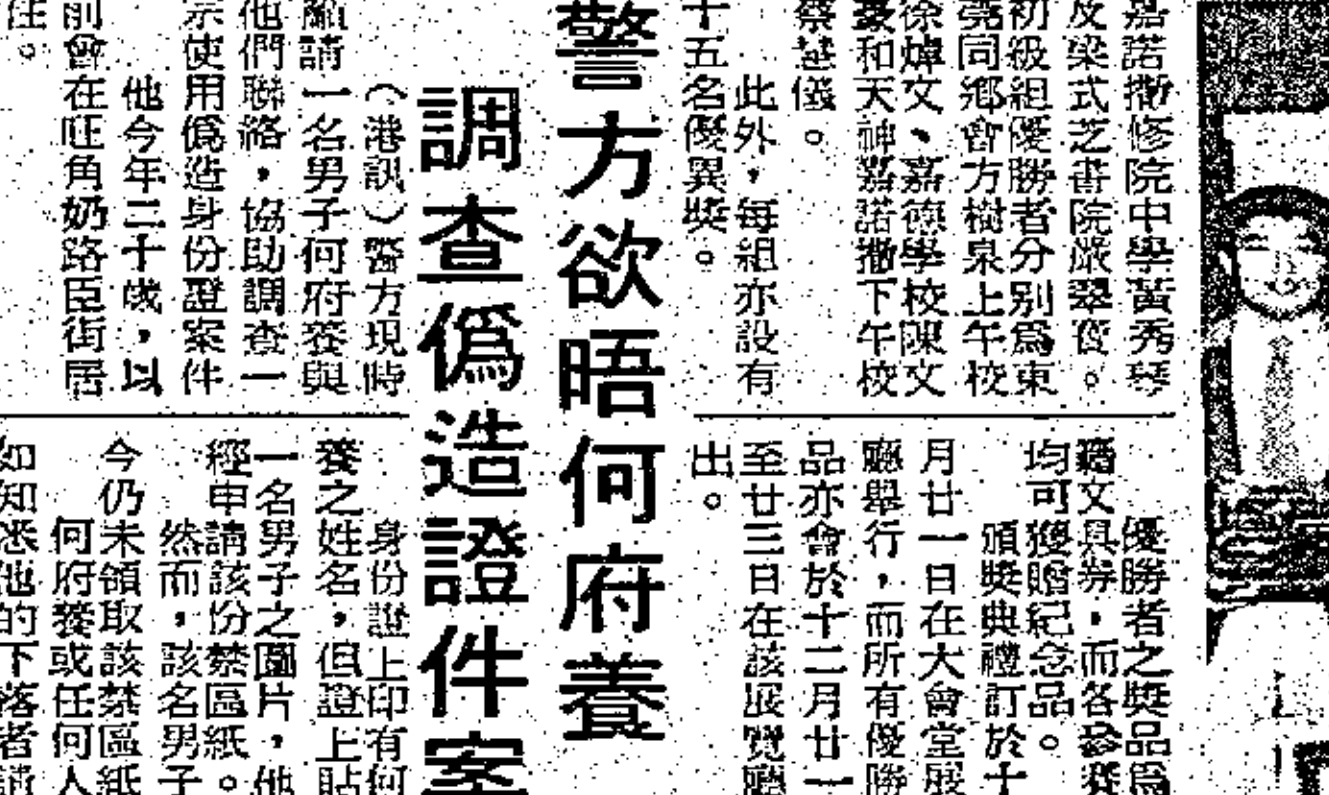 嘉諾撒修院中學黃秀琴
及梁式芝書院嚴翠霞。
初級組優勝者分別為東
莞同鄉會方樹泉上午校
徐煒文、嘉德學校陳文
豪和天神嘉諾撒下午校
蔡慧儀。
此外，每組亦設有
十五名優異獎。
優勝者之獎品為
文具券，而各參賽
均可獲贈紀念品。
頒獎典禮訂於十
月廿一日在大會堂展
廳舉行，而所有優勝
品亦會於十二月廿一
至廿三日在該展覽廳
出。
警方欲晤何府養
調查偽造證件案
（港訊）警方現時
籲請一名男子何府養與
他們聯絡，協助調查一
宗使用偽造身份證案件
他今年二十歲，以
前會在旺角奶路臣街居
住。
身份證上印有何
養之姓名，但證上貼
一名男子之圖片，他
經申請該份禁區紙。
然而，該名男子
今仍未領取該禁區紙
何府養或任何人
如知悉他的下落者請